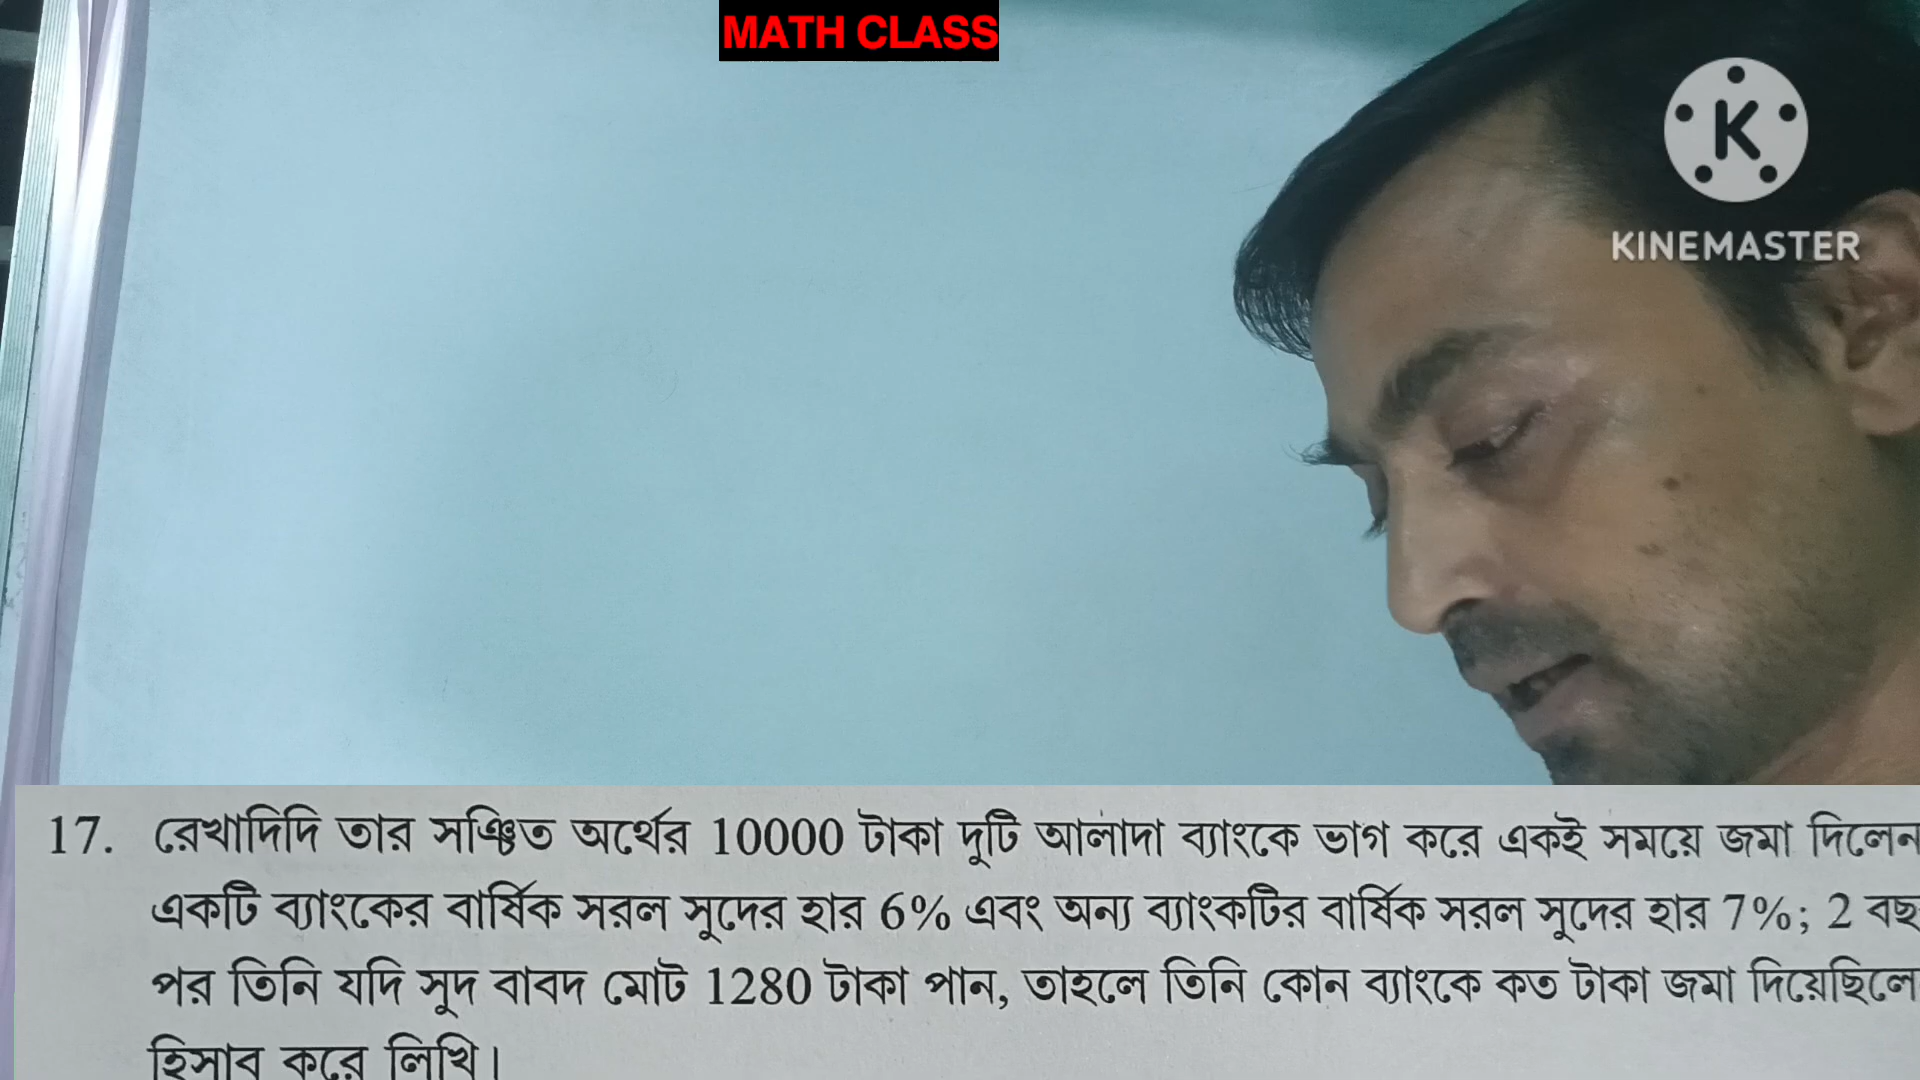 MATH CLASS
K
KINEMASTER
17. রেখাদিদি তার সঞ্চিত অর্থের 10000 টাকা দুটি আলাদা ব্যাংকে ভাগ করে একই সময়ে জমা দিলেন
একটি ব্যাংকের বার্ষিক সরল সুদের হার 6% এবং অন্য ব্যাংকটির বার্ষিক সরল সুদের হার 7%; 2 বছ
পর তিনি যদি সুদ বাবদ মোট 1280 টাকা পান, তাহলে তিনি কোন ব্যাংকে কত টাকা জমা দিয়েছিলে
হিসাব করে লিখি।